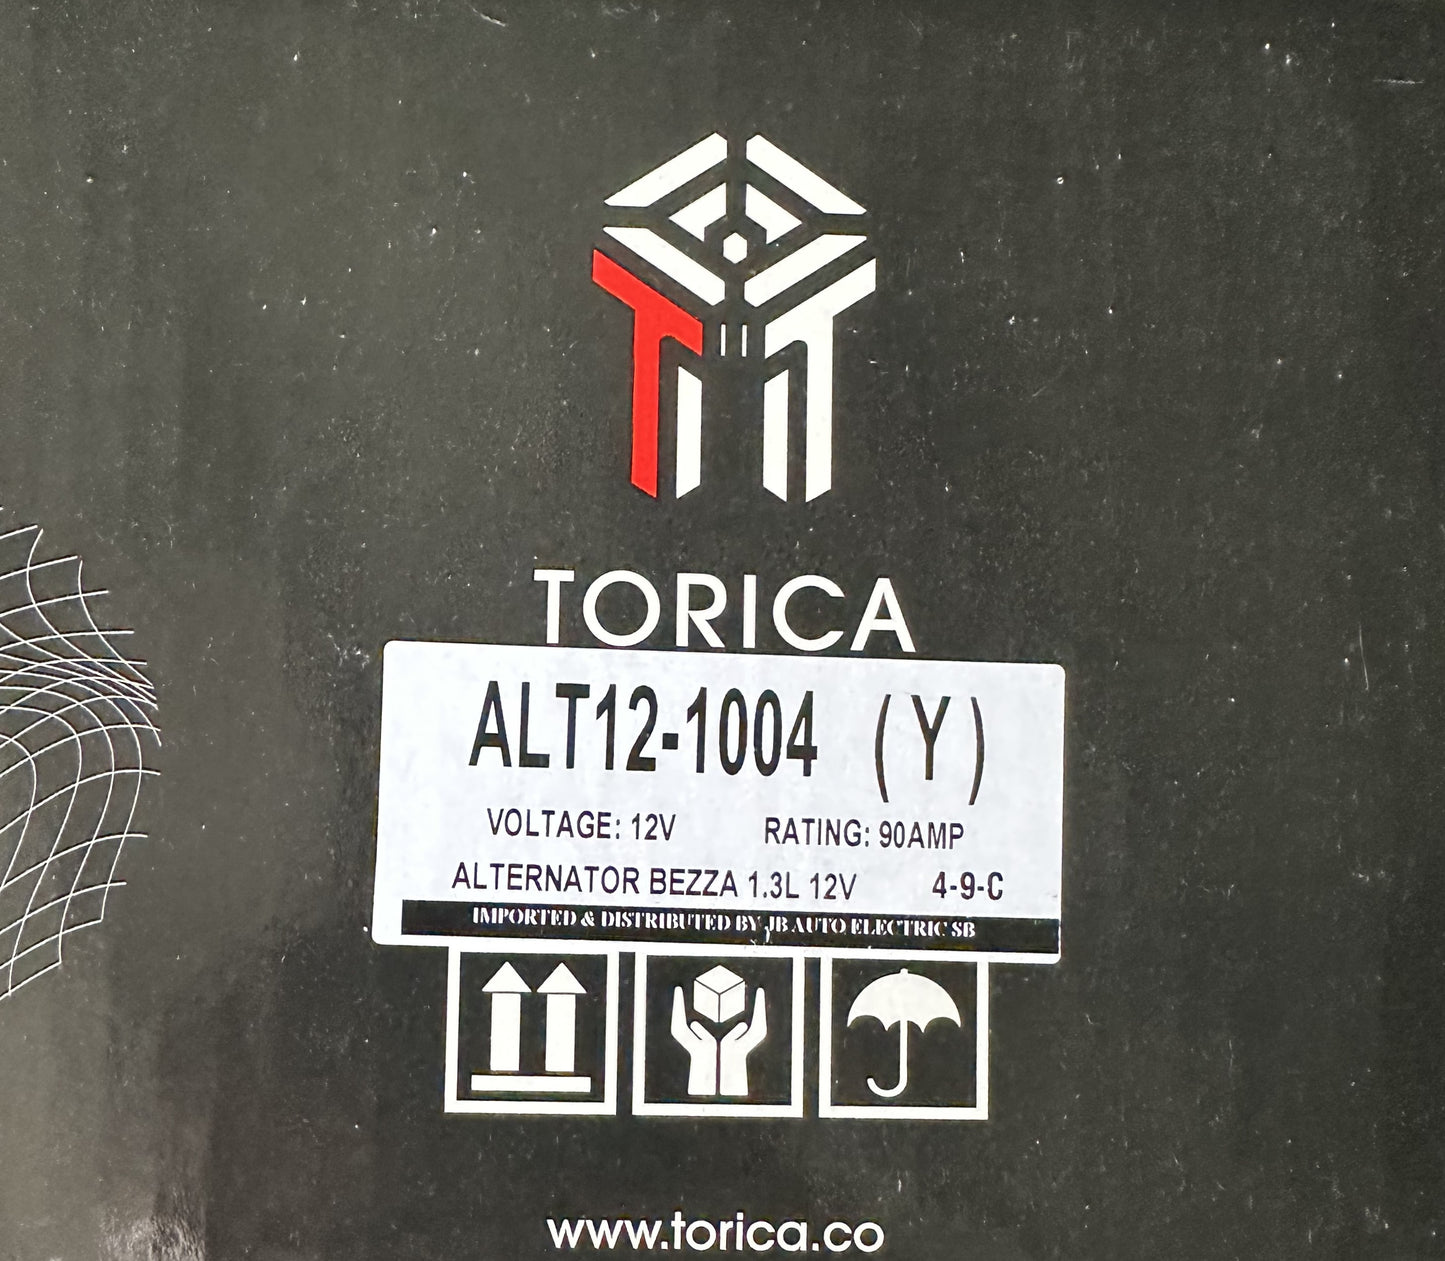 TORICA
ALT12-1004 (Y)
VOLTAGE: 12V RATING: 90AMP
ALTERNATOR BEZZA 1.3L 12V 4-9-C
IMPORTED & DISTRIBUTED BY JB AUTO ELECTRIC SB
www.torica.co